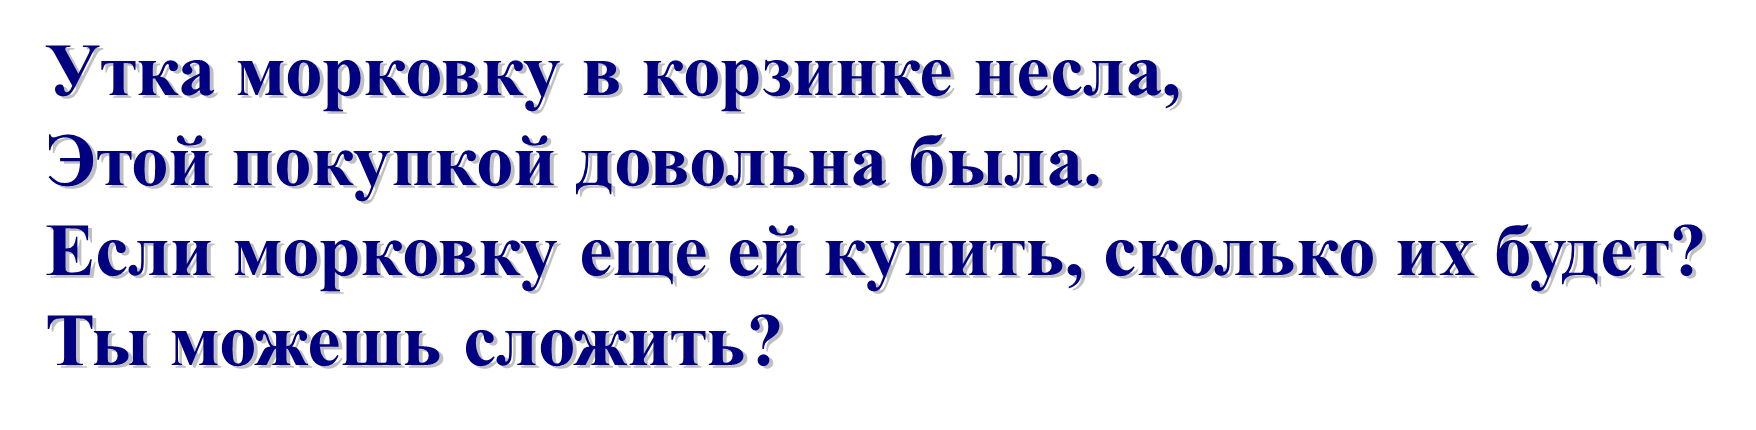 Утка морковку в корзинке несла,
Этой покупкой довольна была.
Если морковку еще ей купить, сколько их будет?
Ты можешь сложить?